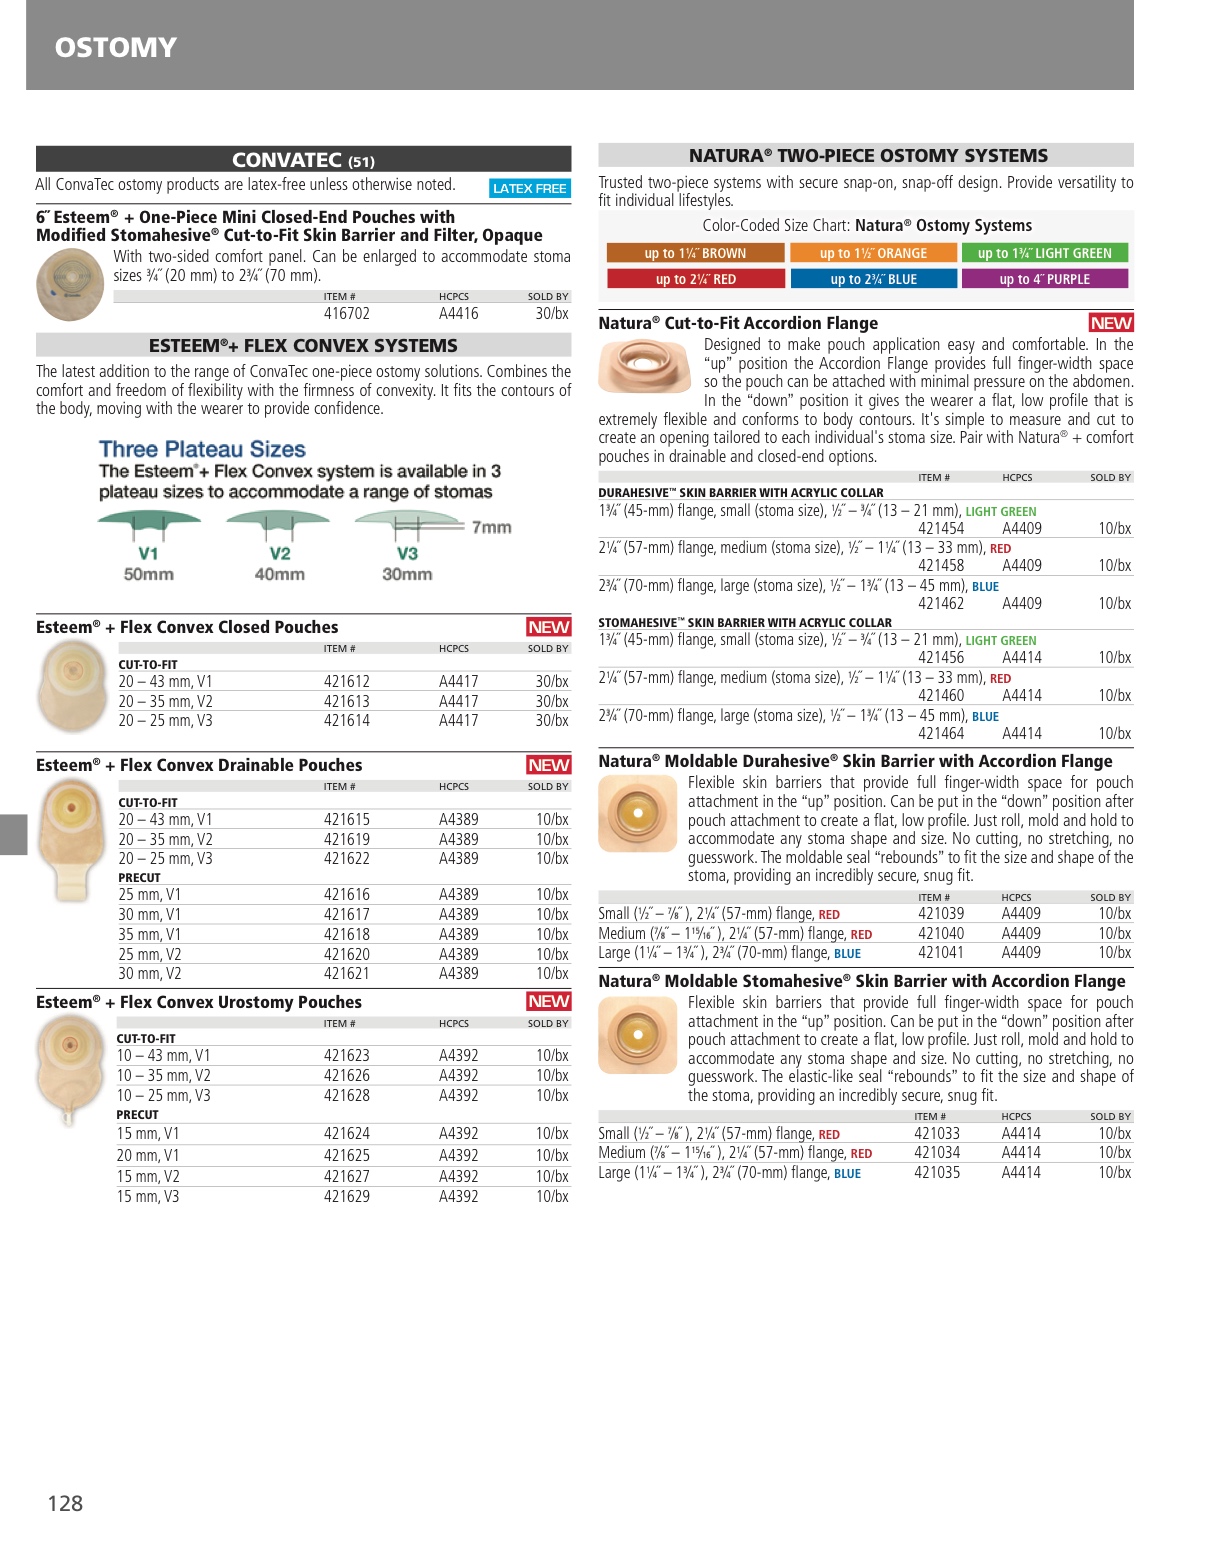 OSTOMY
CONVATEC (51)
All ConvaTec ostomy products are latex-free unless otherwise noted. LATEX FREE
6˝ Esteem® + One-Piece Mini Closed-End Pouches with
Modified Stomahesive® Cut-to-Fit Skin Barrier and Filter, Opaque
With two-sided comfort panel. Can be enlarged to accommodate stoma
sizes ¾˝ (20 mm) to 2¾˝ (70 mm).
ITEM # HCPCS SOLD BY
416702 A4416 30/bx
ESTEEM®+ FLEX CONVEX SYSTEMS
The latest addition to the range of ConvaTec one-piece ostomy solutions. Combines the
comfort and freedom of flexibility with the firmness of convexity. It fits the contours of
the body, moving with the wearer to provide confidence.
Three Plateau Sizes
The Esteem®+ Flex Convex system is available in 3
plateau sizes to accommodate a range of stomas
7mm
V1 V2 V3
50mm 40mm 30mm
Esteem® + Flex Convex Closed Pouches NEW
ITEM # HCPCS SOLD BY
CUT-TO-FIT
20 – 43 mm, V1 421612 A4417 30/bx
20 – 35 mm, V2 421613 A4417 30/bx
20 – 25 mm, V3 421614 A4417 30/bx
Esteem® + Flex Convex Drainable Pouches NEW
ITEM # HCPCS SOLD BY
CUT-TO-FIT
20 – 43 mm, V1 421615 A4389 10/bx
20 – 35 mm, V2 421619 A4389 10/bx
20 – 25 mm, V3 421622 A4389 10/bx
PRECUT
25 mm, V1 421616 A4389 10/bx
30 mm, V1 421617 A4389 10/bx
35 mm, V1 421618 A4389 10/bx
25 mm, V2 421620 A4389 10/bx
30 mm, V2 421621 A4389 10/bx
Esteem® + Flex Convex Urostomy Pouches NEW
ITEM # HCPCS SOLD BY
CUT-TO-FIT
10 – 43 mm, V1 421623 A4392 10/bx
10 – 35 mm, V2 421626 A4392 10/bx
10 – 25 mm, V3 421628 A4392 10/bx
PRECUT
15 mm, V1 421624 A4392 10/bx
20 mm, V1 421625 A4392 10/bx
15 mm, V2 421627 A4392 10/bx
15 mm, V3 421629 A4392 10/bx
NATURA® TWO-PIECE OSTOMY SYSTEMS
Trusted two-piece systems with secure snap-on, snap-off design. Provide versatility to
fit individual lifestyles.
Color-Coded Size Chart: Natura® Ostomy Systems
up to 1¼˝ BROWN up to 1½˝ ORANGE up to 1¾˝ LIGHT GREEN
up to 2¼˝ RED up to 2¾˝ BLUE up to 4˝ PURPLE
Natura® Cut-to-Fit Accordion Flange NEW
Designed to make pouch application easy and comfortable. In the
“up” position the Accordion Flange provides full finger-width space
so the pouch can be attached with minimal pressure on the abdomen.
In the “down” position it gives the wearer a flat, low profile that is
extremely flexible and conforms to body contours. It's simple to measure and cut to
create an opening tailored to each individual's stoma size. Pair with Natura® + comfort
pouches in drainable and closed-end options.
ITEM # HCPCS SOLD BY
DURAHESIVE™ SKIN BARRIER WITH ACRYLIC COLLAR
1¾˝ (45-mm) flange, small (stoma size), ½˝ – ¾˝ (13 – 21 mm), LIGHT GREEN
421454 A4409 10/bx
2¼˝ (57-mm) flange, medium (stoma size), ½˝ – 1¼˝ (13 – 33 mm), RED
421458 A4409 10/bx
2¾˝ (70-mm) flange, large (stoma size), ½˝ – 1¾˝ (13 – 45 mm), BLUE
421462 A4409 10/bx
STOMAHESIVE™ SKIN BARRIER WITH ACRYLIC COLLAR
1¾˝ (45-mm) flange, small (stoma size), ½˝ – ¾˝ (13 – 21 mm), LIGHT GREEN
421456 A4414 10/bx
2¼˝ (57-mm) flange, medium (stoma size), ½˝ – 1¼˝ (13 – 33 mm), RED
421460 A4414 10/bx
2¾˝ (70-mm) flange, large (stoma size), ½˝ – 1¾˝ (13 – 45 mm), BLUE
421464 A4414 10/bx
Natura® Moldable Durahesive® Skin Barrier with Accordion Flange
Flexible skin barriers that provide full finger-width space for pouch
attachment in the “up” position. Can be put in the “down” position after
pouch attachment to create a flat, low profile. Just roll, mold and hold to
accommodate any stoma shape and size. No cutting, no stretching, no
guesswork. The moldable seal “rebounds” to fit the size and shape of the
stoma, providing an incredibly secure, snug fit.
ITEM # HCPCS SOLD BY
Small (½˝ – ⅞˝ ), 2¼˝ (57-mm) flange, RED 421039 A4409 10/bx
Medium (⅞˝ – 1¹⁵⁄₁₆˝ ), 2¼˝ (57-mm) flange, RED 421040 A4409 10/bx
Large (1¼˝ – 1¾˝ ), 2¾˝ (70-mm) flange, BLUE 421041 A4409 10/bx
Natura® Moldable Stomahesive® Skin Barrier with Accordion Flange
Flexible skin barriers that provide full finger-width space for pouch
attachment in the “up” position. Can be put in the “down” position after
pouch attachment to create a flat, low profile. Just roll, mold and hold to
accommodate any stoma shape and size. No cutting, no stretching, no
guesswork. The elastic-like seal “rebounds” to fit the size and shape of
the stoma, providing an incredibly secure, snug fit.
ITEM # HCPCS SOLD BY
Small (½˝ – ⅞˝ ), 2¼˝ (57-mm) flange, RED 421033 A4414 10/bx
Medium (⅞˝ – 1¹⁵⁄₁₆˝ ), 2¼˝ (57-mm) flange, RED 421034 A4414 10/bx
Large (1¼˝ – 1¾˝ ), 2¾˝ (70-mm) flange, BLUE 421035 A4414 10/bx
128